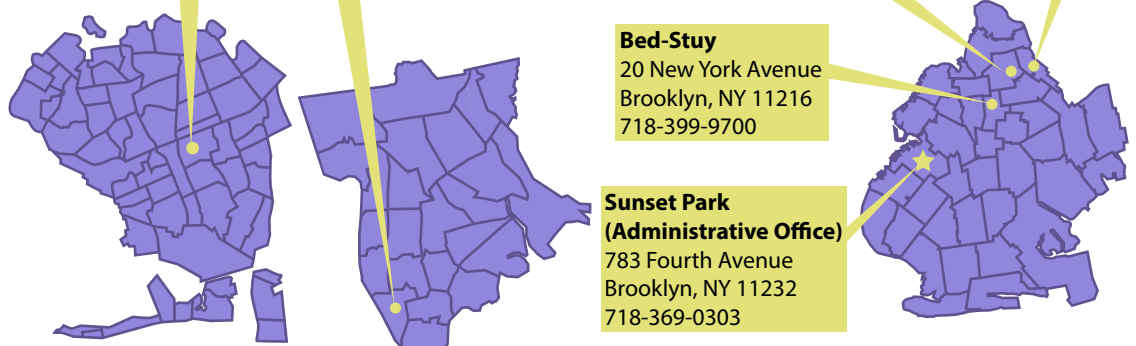 Bed-Stuy
20 New York Avenue
Brooklyn, NY 11216
718-399-9700
Sunset Park
(Administrative Office)
783 Fourth Avenue
Brooklyn, NY 11232
718-369-0303